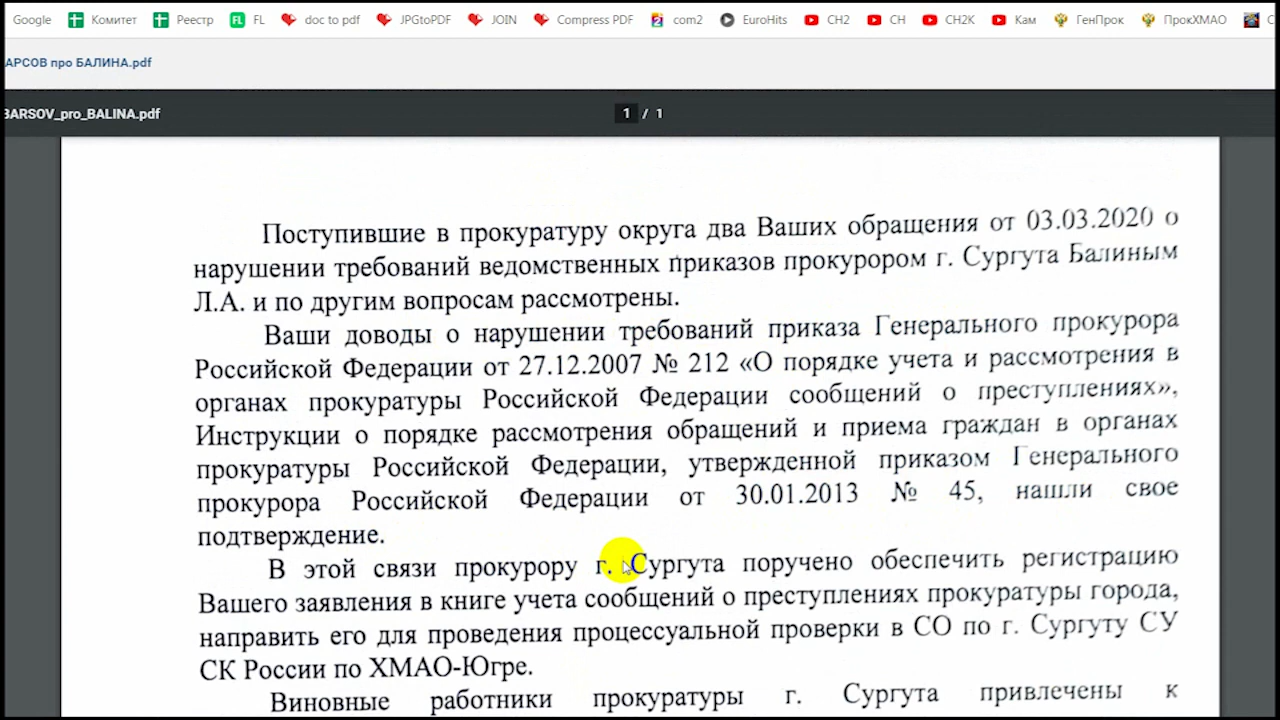 Google Комитет Реестр FL FL doc to pdf JPGtoPDF JOIN Compress PDF com2 EuroHits CH2 CH CH2K Кам ГенПрок ПрокХМАО
АРСОВ про БАЛИНА.pdf
BARSOV_pro_BALINA.pdf 1 / 1
Поступившие в прокуратуру округа два Ваших обращения от 03.03.2020 о
нарушении требований ведомственных приказов прокурором г. Сургута Балиным
Л.А. и по другим вопросам рассмотрены.
Ваши доводы о нарушении требований приказа Генерального прокурора
Российской Федерации от 27.12.2007 № 212 «О порядке учета и рассмотрения в
органах прокуратуры Российской Федерации сообщений о преступлениях»,
Инструкции о порядке рассмотрения обращений и приема граждан в органах
прокуратуры Российской Федерации, утвержденной приказом Генерального
прокурора Российской Федерации от 30.01.2013 № 45, нашли свое
подтверждение.
В этой связи прокурору г. Сургута поручено обеспечить регистрацию
Вашего заявления в книге учета сообщений о преступлениях прокуратуры города,
направить его для проведения процессуальной проверки в СО по г. Сургуту СУ
СК России по ХМАО-Югре.
Виновные работники прокуратуры г. Сургута привлечены к